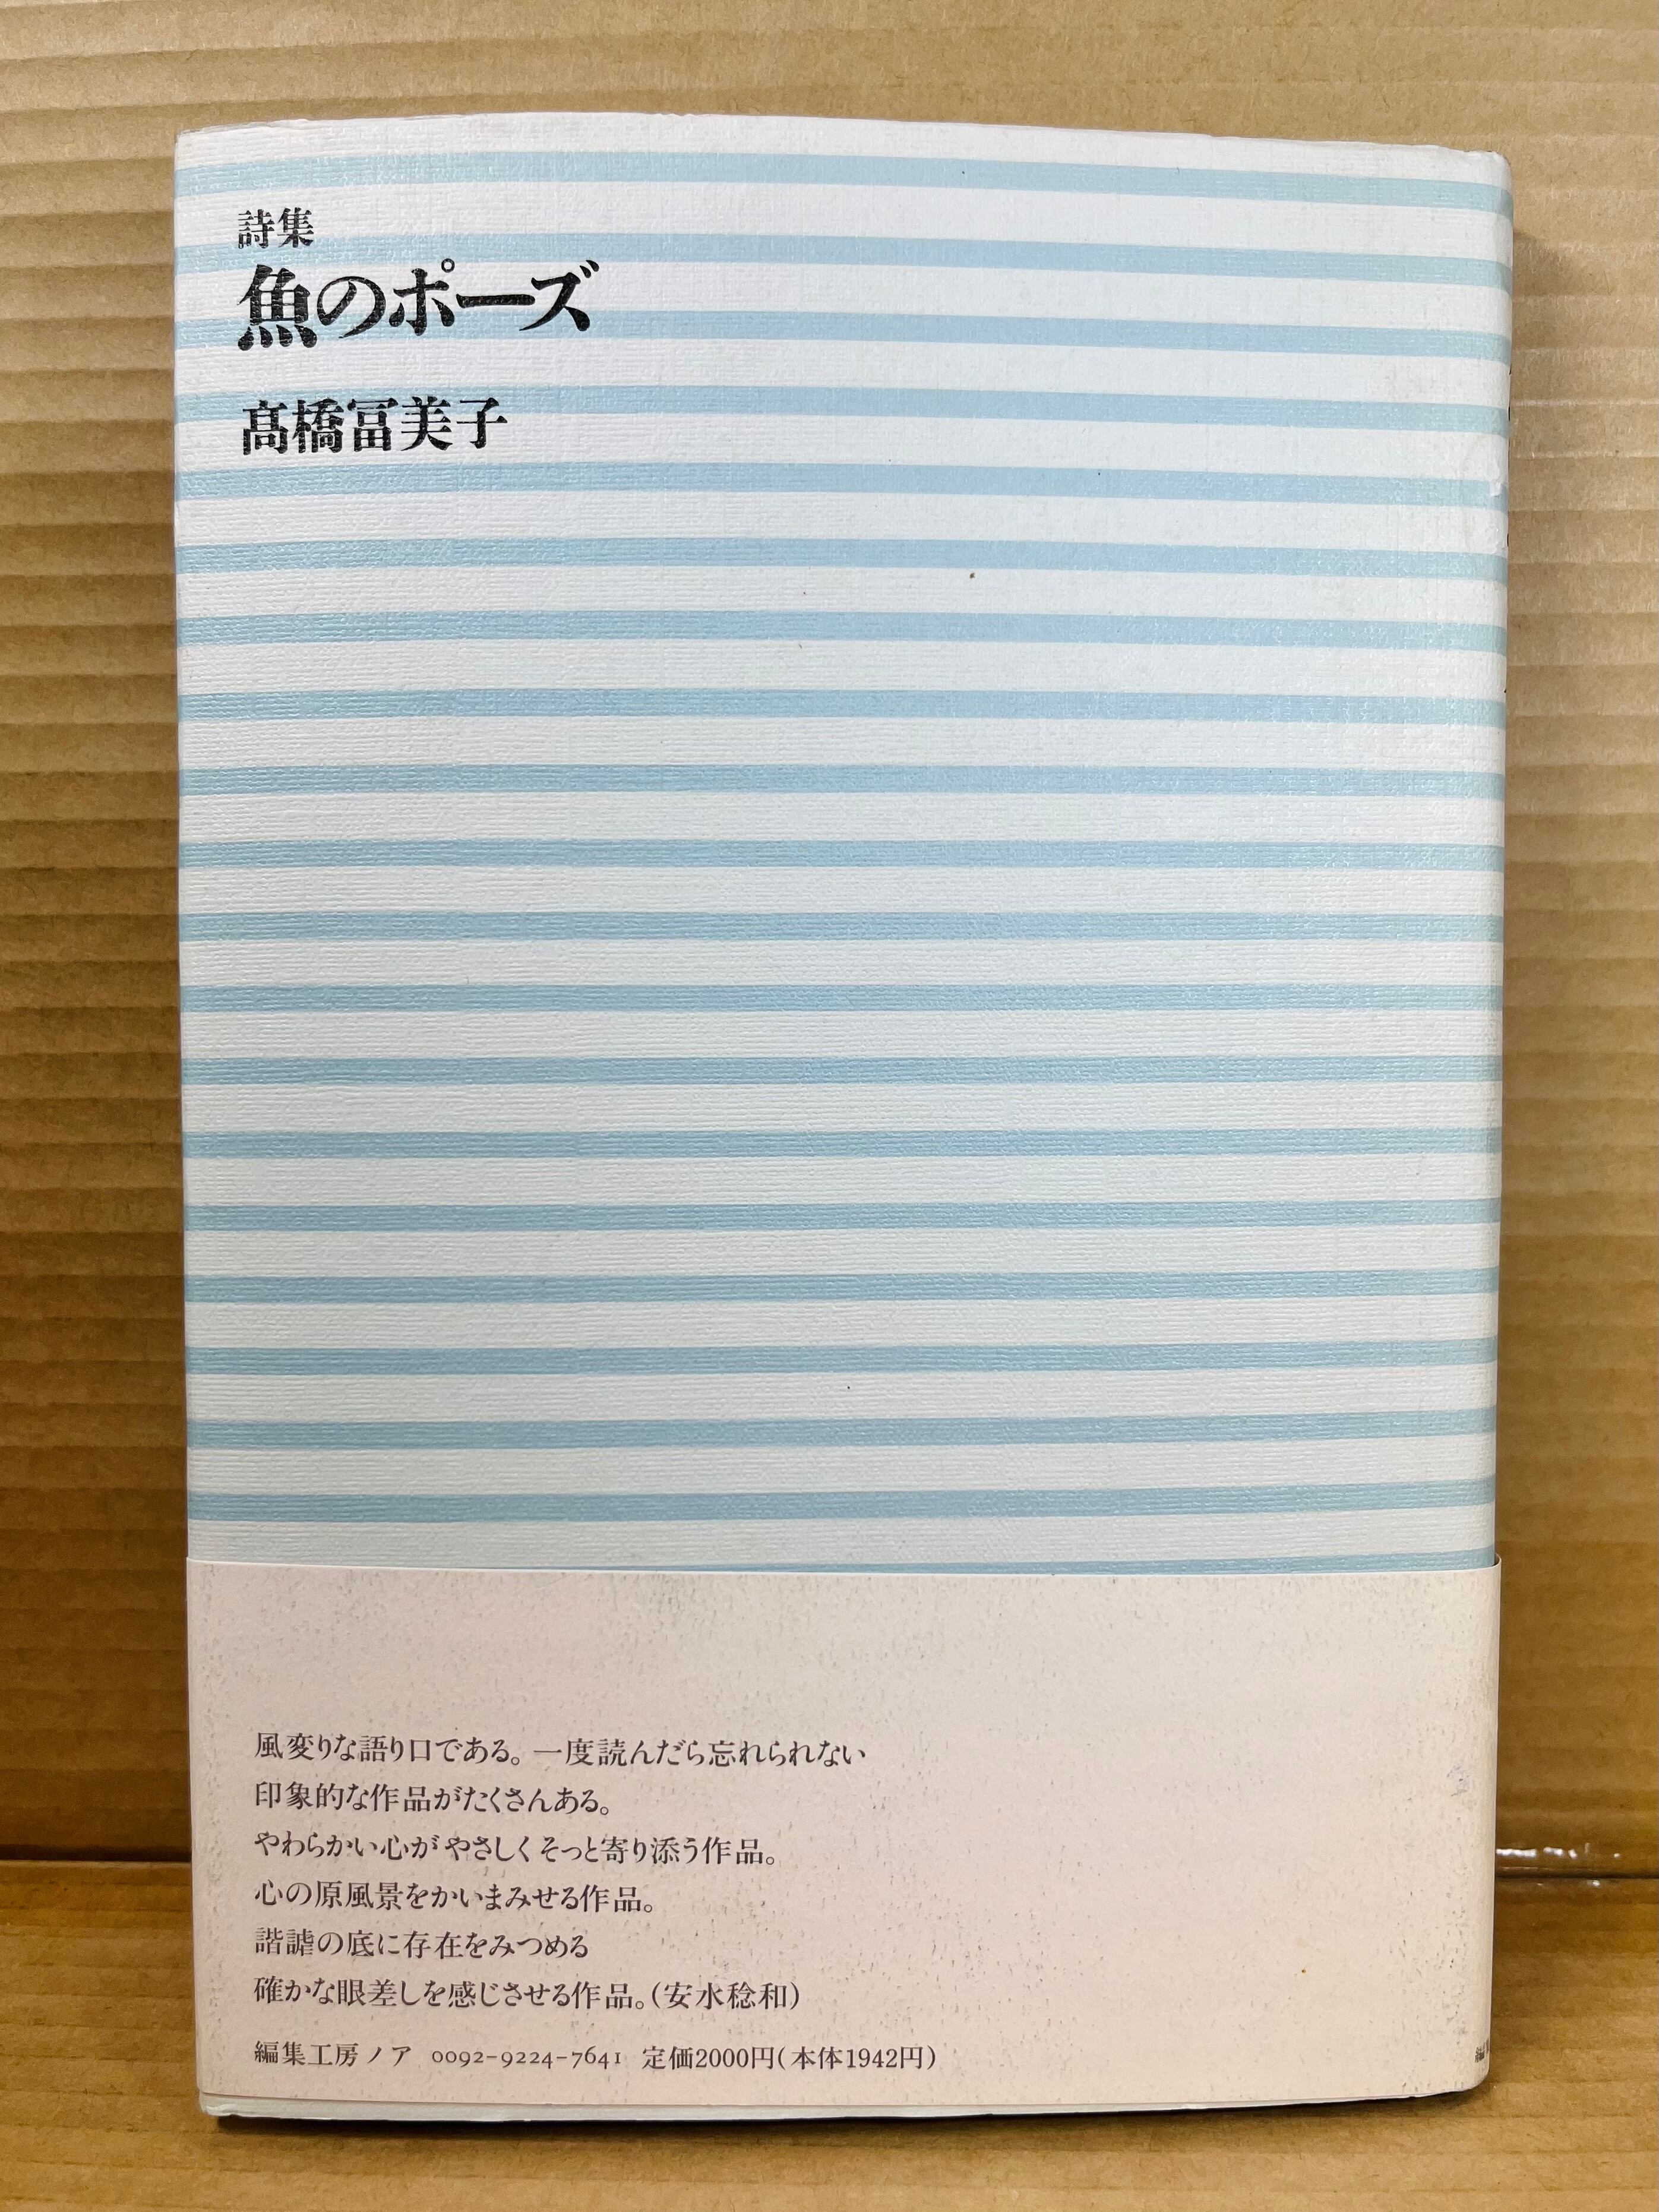 詩集
魚のポーズ
髙橋冨美子
風変りな語り口である。一度読んだら忘れられない
印象的な作品がたくさんある。
やわらかい心がやさしくそっと寄り添う作品。
心の原風景をかいまみせる作品。
諧謔の底に存在をみつめる
確かな眼差しを感じさせる作品。(安水稔和)
編集工房ノア 0092-9224-7641 定価2000円(本体1942円)